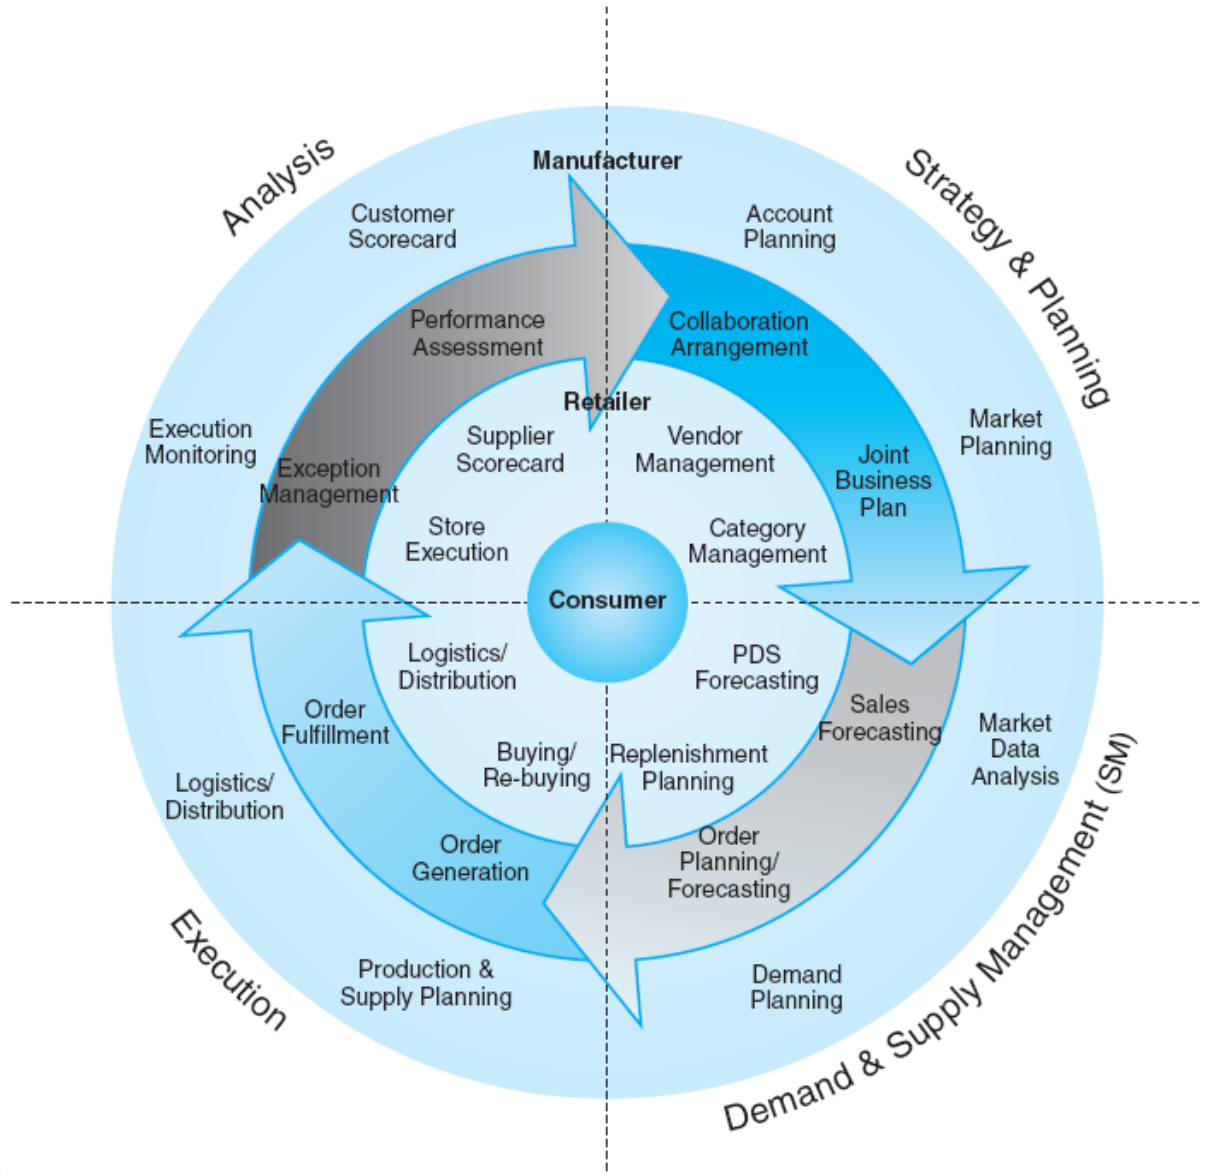 Analysis
Strategy & Planning
Manufacturer
Customer
Scorecard
Account
Planning
Performance
Assessment
Collaboration
Arrangement
Retailer
Execution
Monitoring
Exception
Management
Supplier
Scorecard
Vendor
Management
Joint
Business
Plan
Market
Planning
Store
Execution
Category
Management
Consumer
Logistics/
Distribution
PDS
Forecasting
Order
Fulfillment
Sales
Forecasting
Market
Data
Analysis
Buying/
Re-buying
Replenishment
Planning
Logistics/
Distribution
Order
Generation
Order
Planning/
Forecasting
Production &
Supply Planning
Demand
Planning
Execution
Demand & Supply Management (SM)